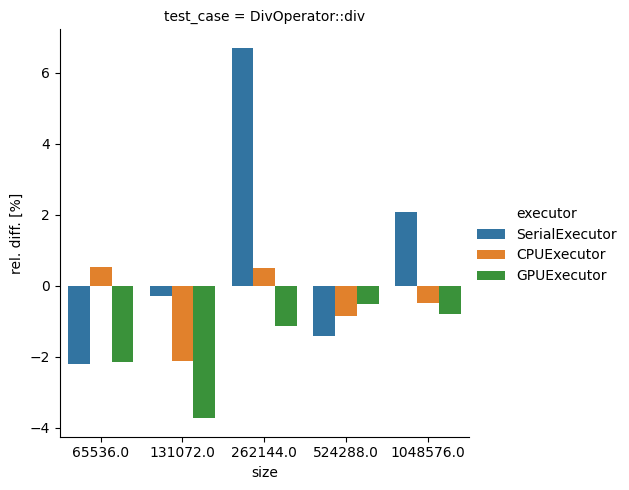 test_case = DivOperator::div
rel. diff. [%]
6
4
2
0
−2
−4
65536.0
131072.0
262144.0
524288.0
1048576.0
size
executor
SerialExecutor
CPUExecutor
GPUExecutor